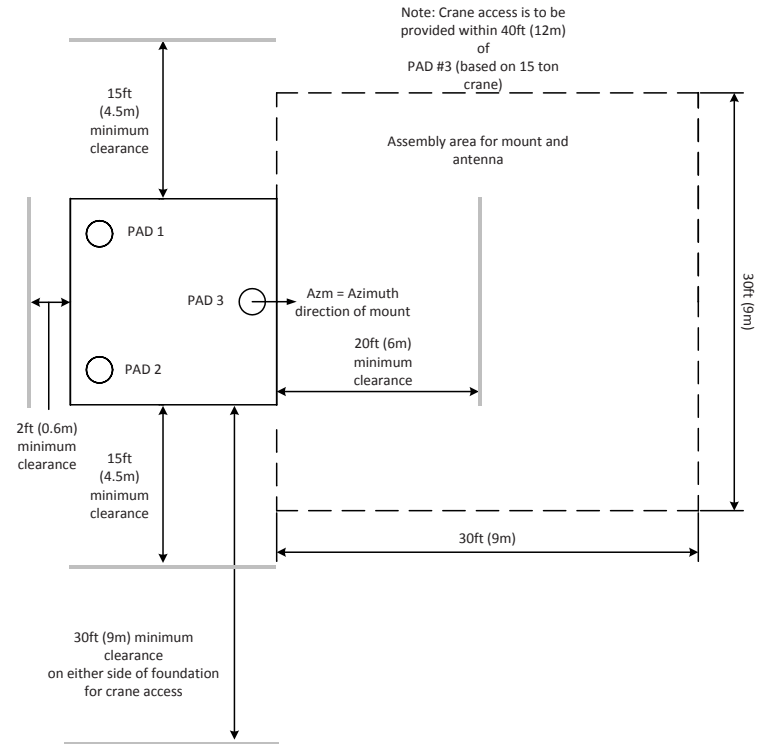 Note: Crane access is to be
provided within 40ft (12m)
of
PAD #3 (based on 15 ton
crane)
15ft
(4.5m)
minimum
clearance
Assembly area for mount and
antenna
PAD 1
PAD 3
Azm = Azimuth
direction of mount
30ft (9m)
20ft (6m)
minimum
clearance
PAD 2
2ft (0.6m)
minimum
clearance
15ft
(4.5m)
minimum
clearance
30ft (9m)
30ft (9m) minimum
clearance
on either side of foundation
for crane access